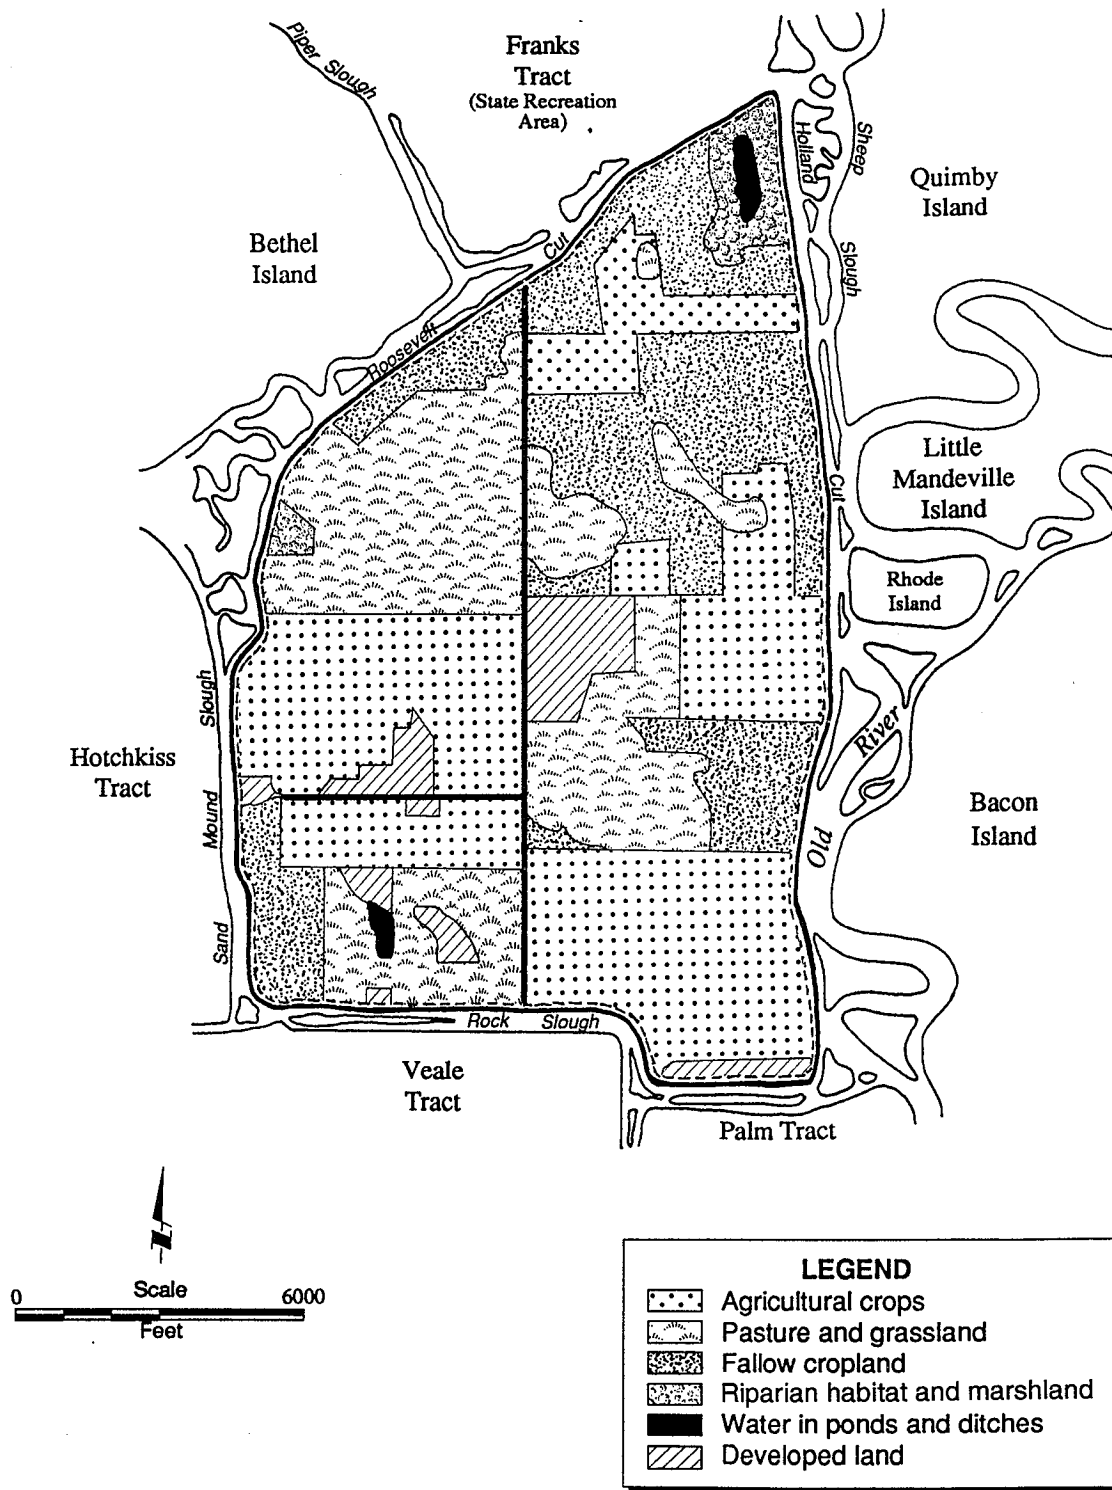 Piper Slough
Franks
Tract
(State Recreation
Area)
Holland
Sheep
Slough
Cut
Quimby
Island
Bethel
Island
Roosevelt
Cut
Little
Mandeville
Island
Rhode
Island
Old
River
Bacon
Island
Hotchkiss
Tract
Sand
Mound
Slough
Rock Slough
Veale
Tract
Palm Tract
N
Scale
0 6000
Feet
LEGEND
Agricultural crops
Pasture and grassland
Fallow cropland
Riparian habitat and marshland
Water in ponds and ditches
Developed land